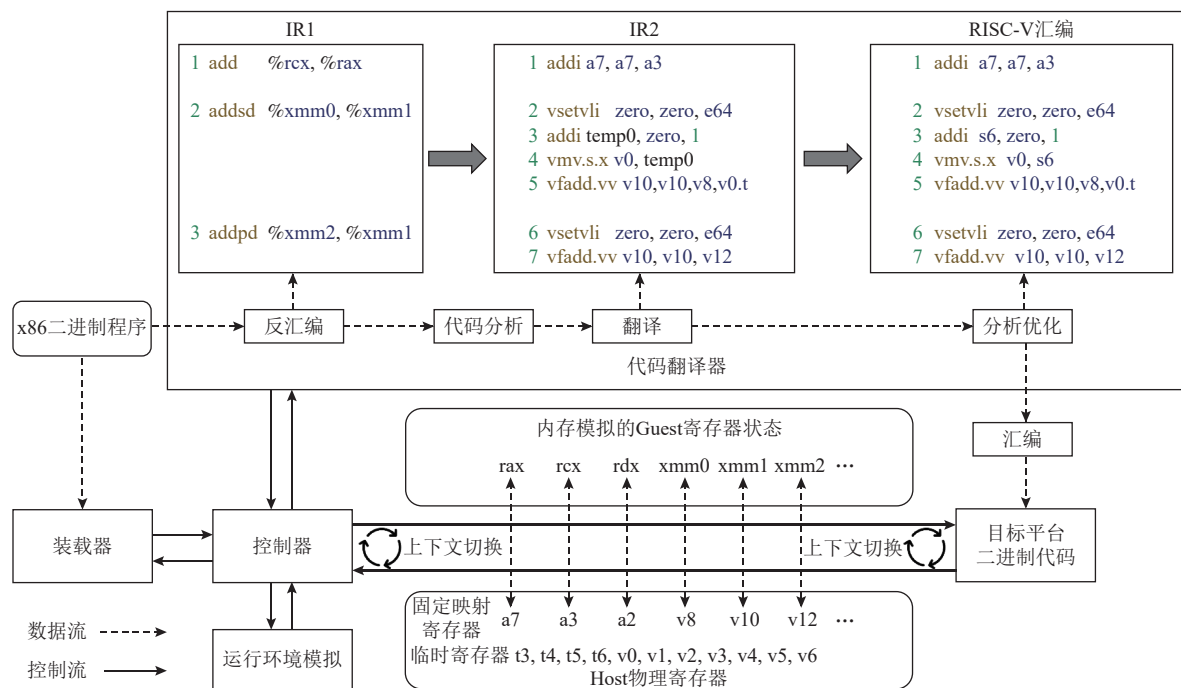 IR1
1 add %rcx, %rax
2 addsd %xmm0, %xmm1
3 addpd %xmm2, %xmm1
IR2
1 addi a7, a7, a3
2 vsetvli zero, zero, e64
3 addi temp0, zero, 1
4 vmv.s.x v0, temp0
5 vfadd.vv v10,v10,v8,v0.t
6 vsetvli zero, zero, e64
7 vfadd.vv v10, v10, v12
RISC-V汇编
1 addi a7, a7, a3
2 vsetvli zero, zero, e64
3 addi s6, zero, 1
4 vmv.s.x v0, s6
5 vfadd.vv v10,v10,v8,v0.t
6 vsetvli zero, zero, e64
7 vfadd.vv v10, v10, v12
x86二进制程序
反汇编
代码分析
翻译
分析优化
代码翻译器
汇编
内存模拟的Guest寄存器状态
rax rcx rdx xmm0 xmm1 xmm2 ···
装载器
控制器
上下文切换
上下文切换
目标平台
二进制代码
固定映射
寄存器
a7 a3 a2 v8 v10 v12 ···
临时寄存器 t3, t4, t5, t6, v0, v1, v2, v3, v4, v5, v6
Host物理寄存器
运行环境模拟
数据流
控制流